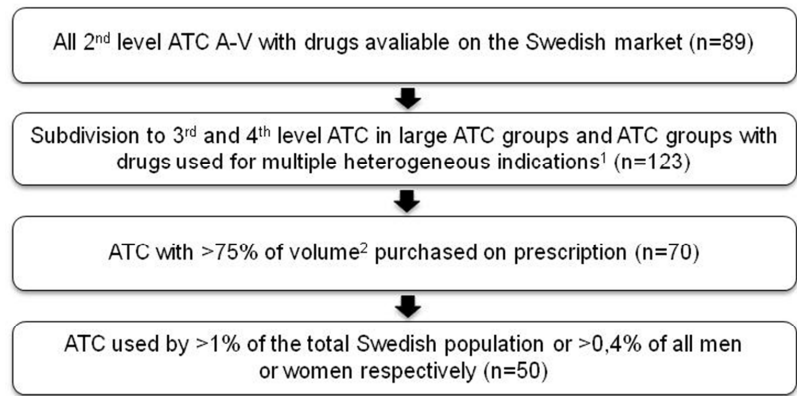 All 2nd level ATC A-V with drugs avaliable on the Swedish market (n=89)
Subdivision to 3rd and 4th level ATC in large ATC groups and ATC groups with
drugs used for multiple heterogeneous indications1 (n=123)
ATC with >75% of volume2 purchased on prescription (n=70)
ATC used by >1% of the total Swedish population or >0,4% of all men
or women respectively (n=50)